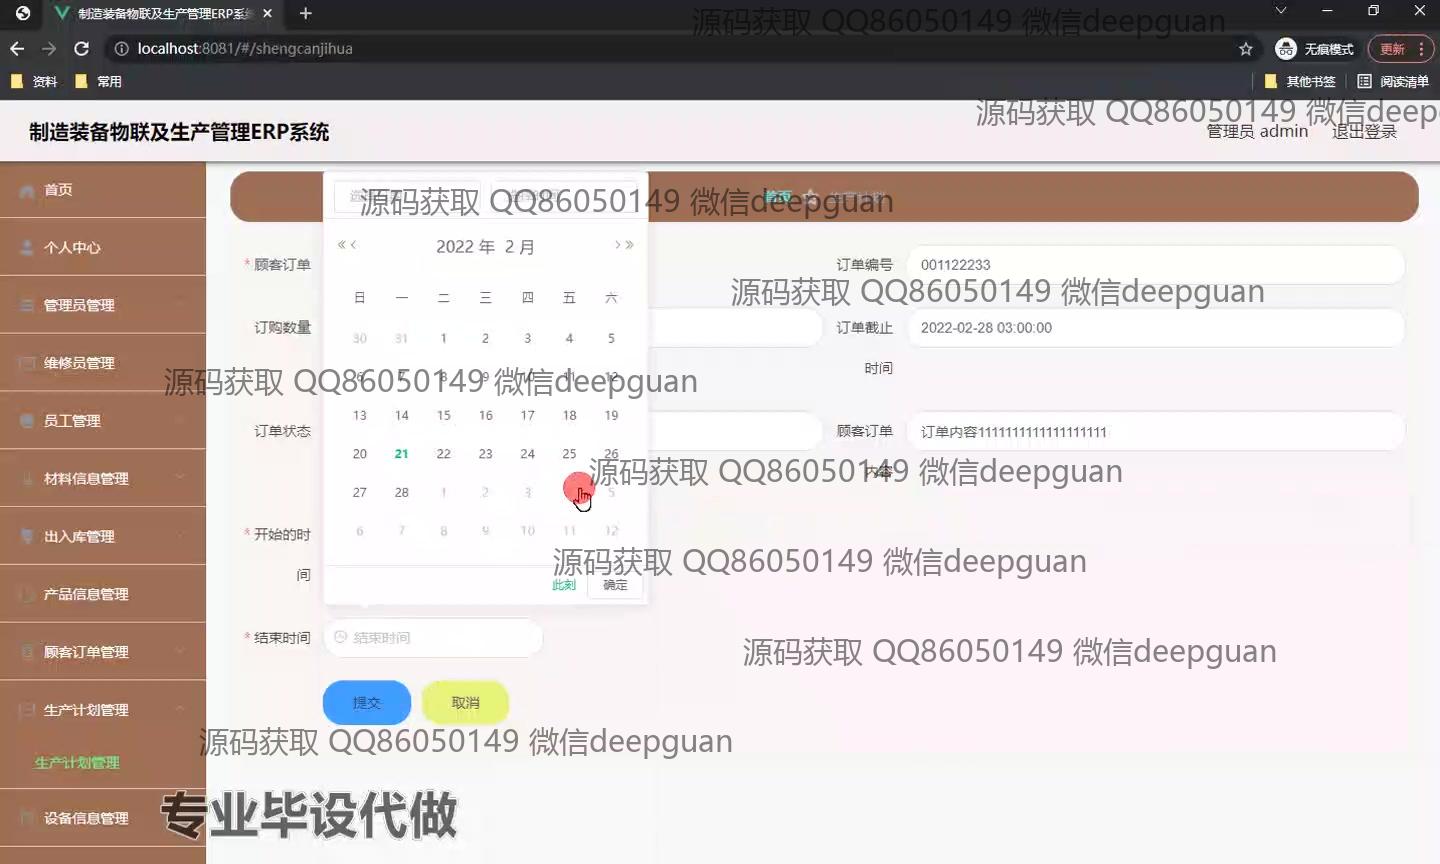 制造装备物联及生产管理ERP系统
源码获取 QQ86050149 微信deepguan
localhost:8081/#/shengcanjihua
无痕模式
更新
资料
常用
其他书签
阅读清单
源码获取 QQ86050149 微信deep
制造装备物联及生产管理ERP系统
管理员 admin
退出登录
首页
个人中心
管理员管理
维修员管理
员工管理
材料信息管理
出入库管理
产品信息管理
顾客订单管理
生产计划管理
生产计划管理
设备信息管理
首页
源码获取 QQ86050149 微信deepguan
2022 年 2 月
日 一 二 三 四 五 六
30 31 1 2 3 4 5
6 7 8 9 10 11 12
13 14 15 16 17 18 19
20 21 22 23 24 25 26
27 28 1 2 3 5
6 7 8 9 10 11 12
此刻
确定
* 顾客订单
订单编号
001122233
源码获取 QQ86050149 微信deepguan
订购数量
订单截止时间
2022-02-28 03:00:00
源码获取 QQ86050149 微信deepguan
订单状态
顾客订单内容
订单内容1111111111111111111
源码获取 QQ86050149 微信deepguan
* 开始的时间
源码获取 QQ86050149 微信deepguan
* 结束时间
结束时间
源码获取 QQ86050149 微信deepguan
提交
取消
源码获取 QQ86050149 微信deepguan
专业毕设代做